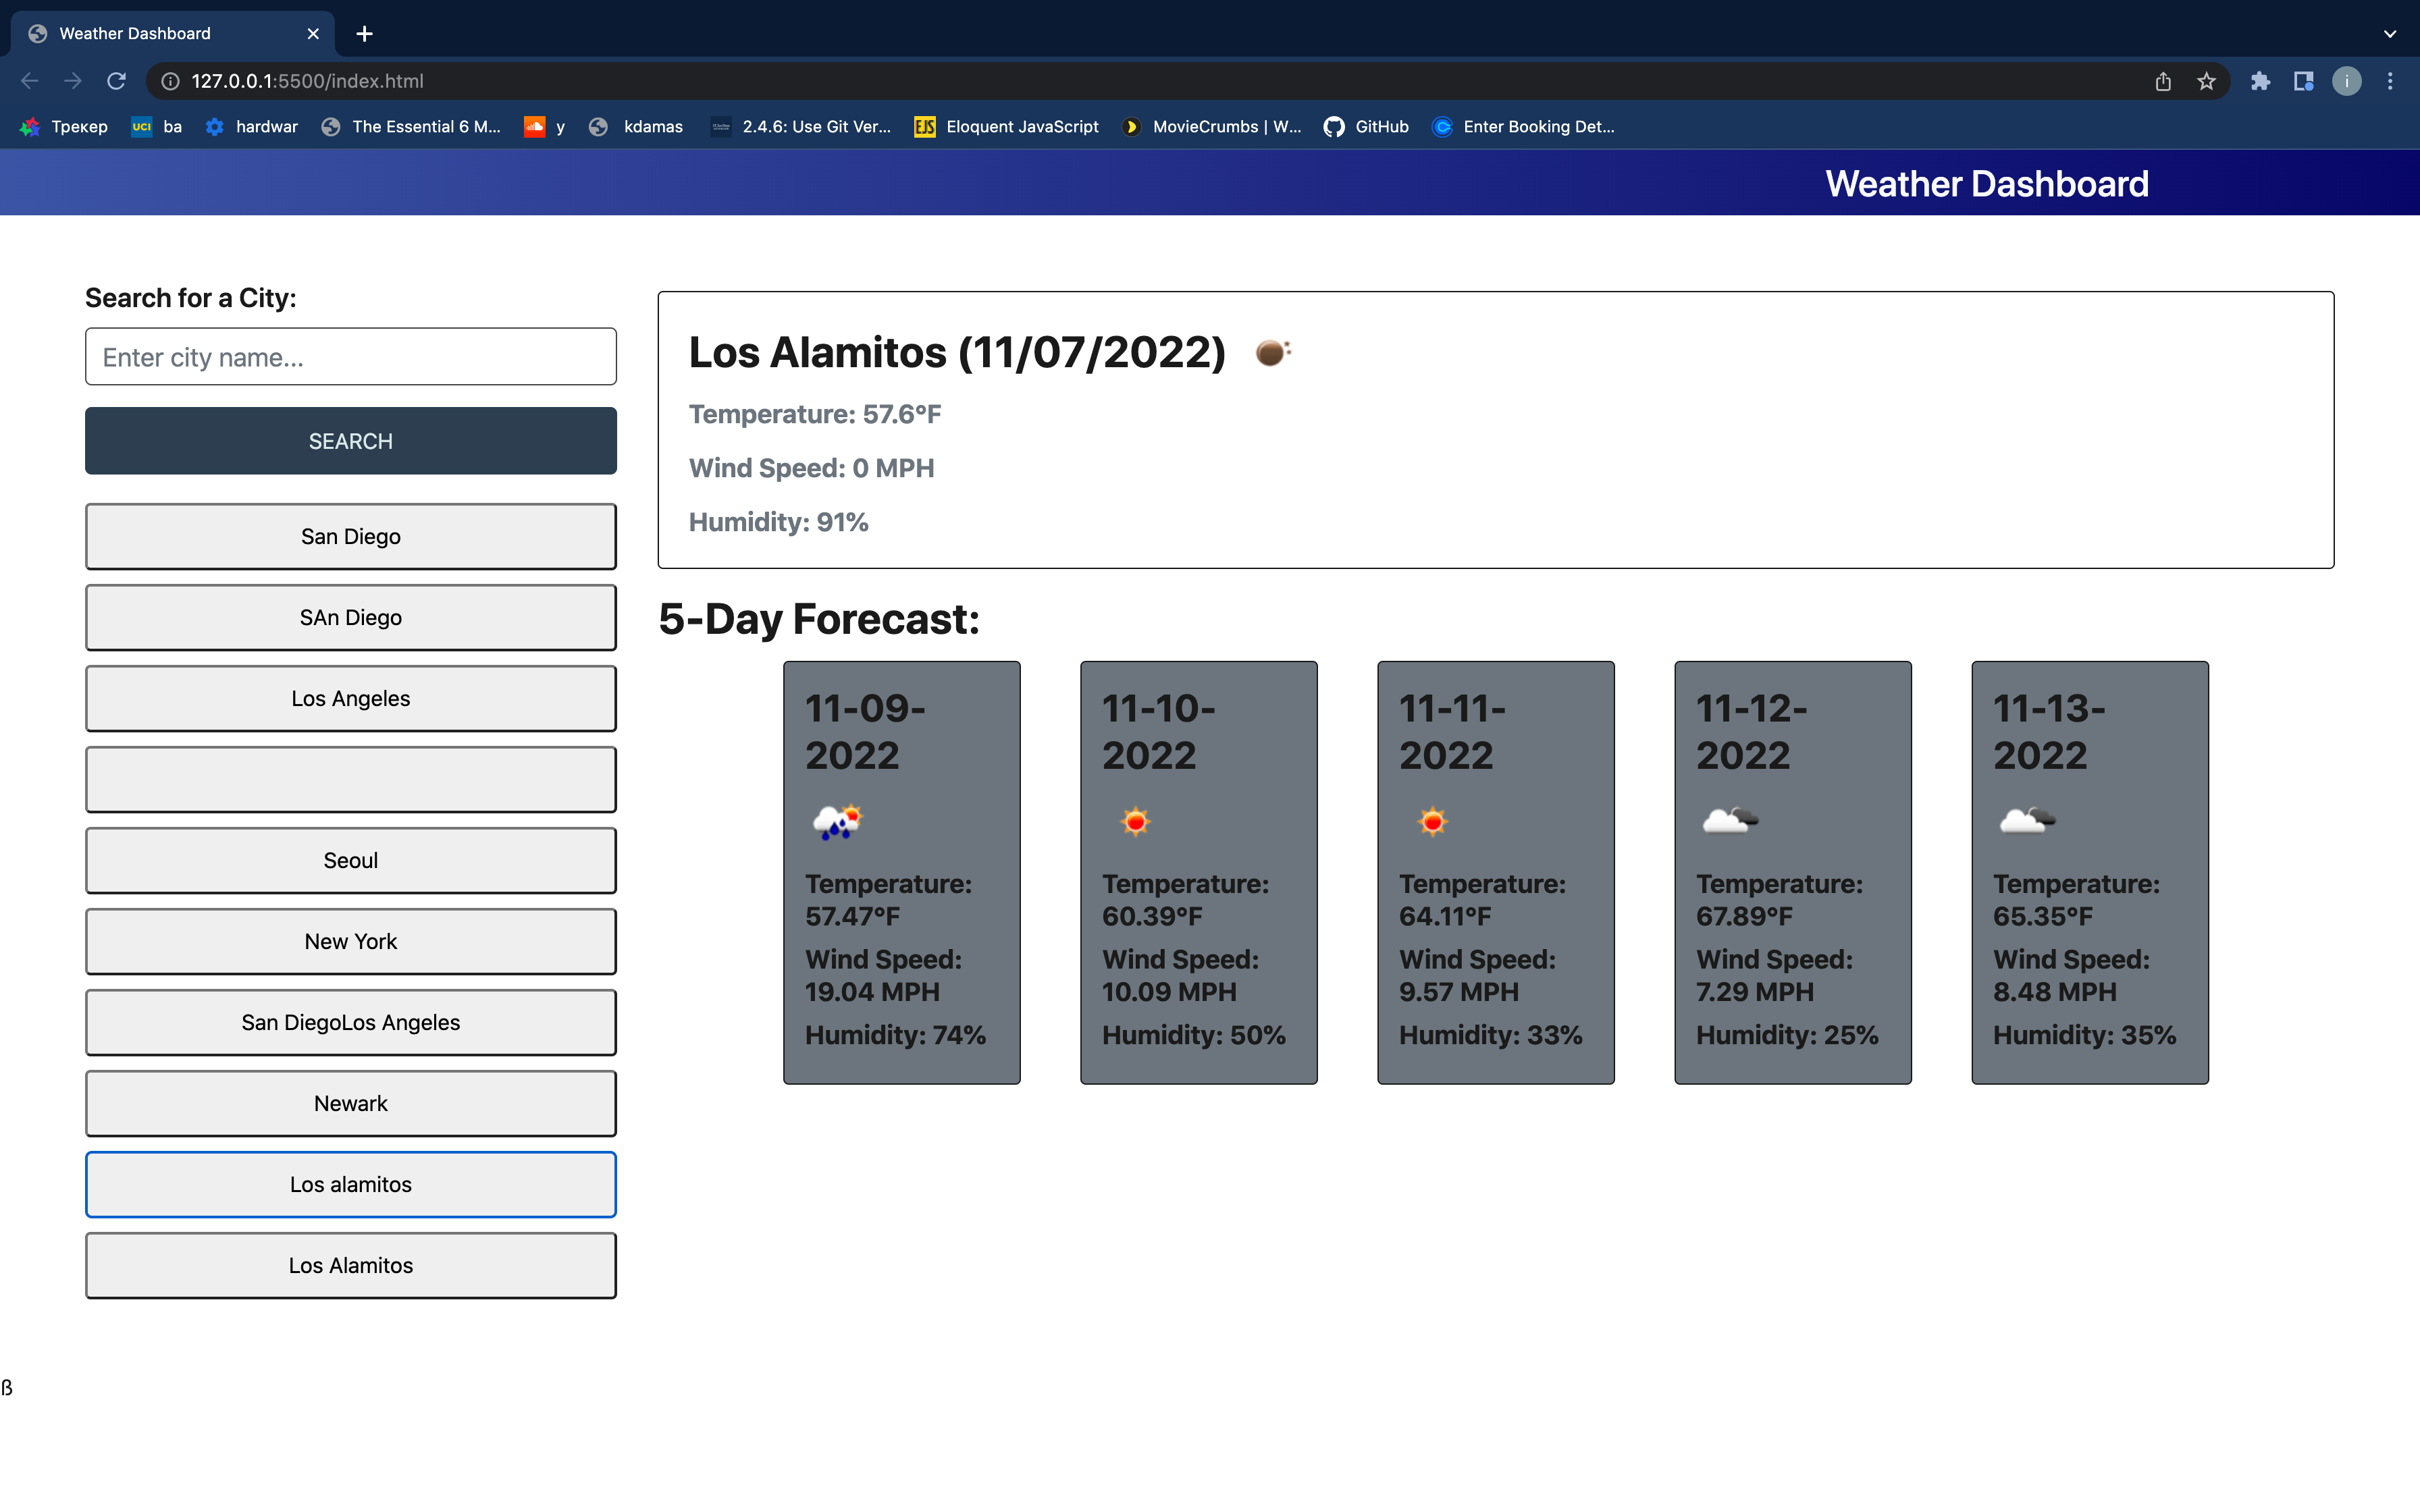 Weather Dashboard
127.0.0.1:5500/index.html
i
Трекер
UCI ba
hardwar
The Essential 6 M...
y
kdamas
2.4.6: Use Git Ver...
EJS Eloquent JavaScript
MovieCrumbs | W...
GitHub
Enter Booking Det...
Weather Dashboard
Search for a City:
Enter city name...
SEARCH
San Diego
SAn Diego
Los Angeles
Seoul
New York
San DiegoLos Angeles
Newark
Los alamitos
Los Alamitos
Los Alamitos (11/07/2022)
Temperature: 57.6°F
Wind Speed: 0 MPH
Humidity: 91%
5-Day Forecast:
11-09-
2022
Temperature:
57.47°F
Wind Speed:
19.04 MPH
Humidity: 74%
11-10-
2022
Temperature:
60.39°F
Wind Speed:
10.09 MPH
Humidity: 50%
11-11-
2022
Temperature:
64.11°F
Wind Speed:
9.57 MPH
Humidity: 33%
11-12-
2022
Temperature:
67.89°F
Wind Speed:
7.29 MPH
Humidity: 25%
11-13-
2022
Temperature:
65.35°F
Wind Speed:
8.48 MPH
Humidity: 35%
ß